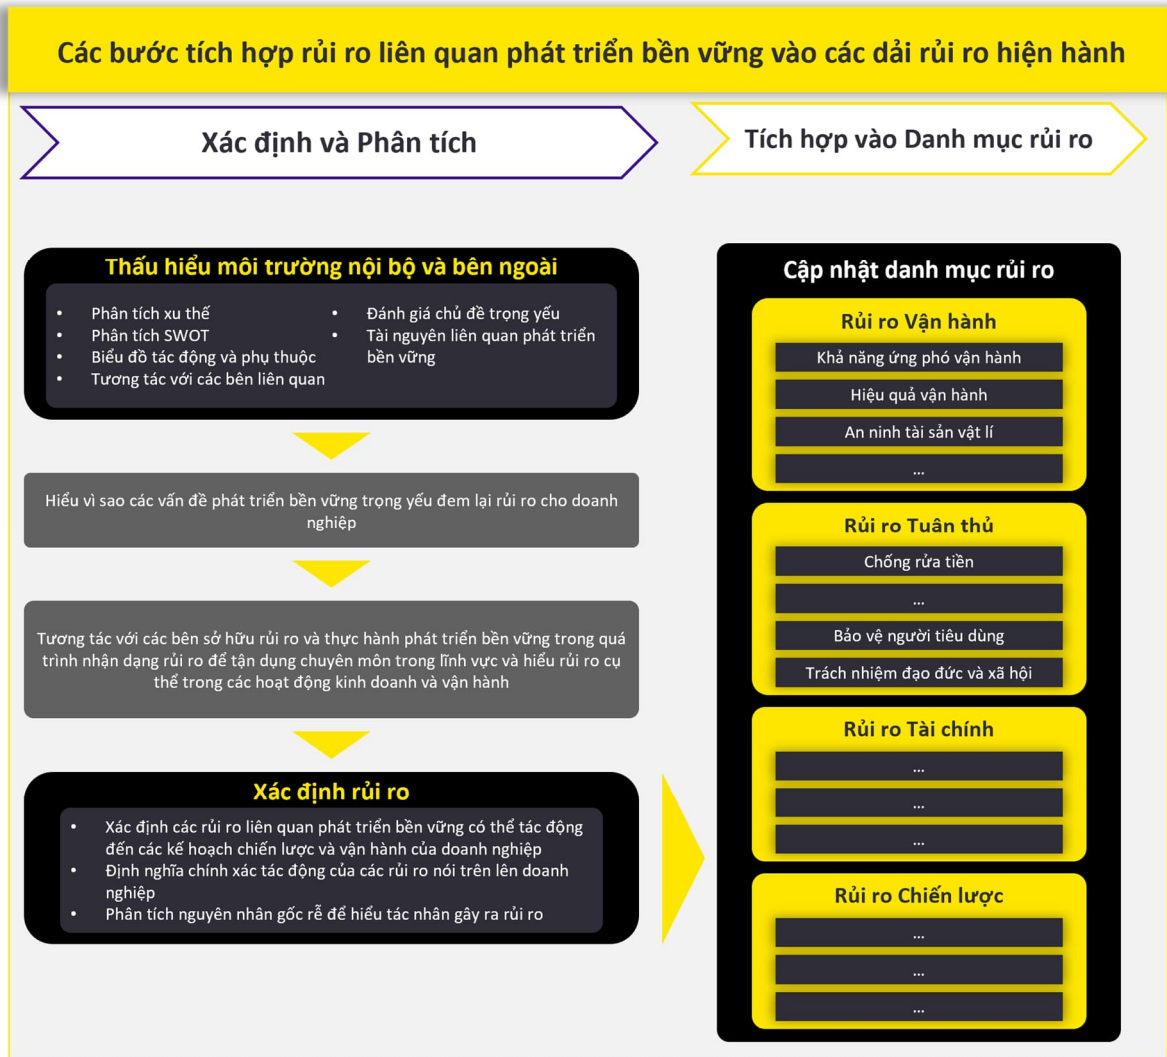 Các bước tích hợp rủi ro liên quan phát triển bền vững vào các dải rủi ro hiện hành
Xác định và Phân tích
Tích hợp vào Danh mục rủi ro
Thấu hiểu môi trường nội bộ và bên ngoài
• Phân tích xu thế
• Phân tích SWOT
• Biểu đồ tác động và phụ thuộc
• Tương tác với các bên liên quan
• Đánh giá chủ đề trọng yếu
• Tài nguyên liên quan phát triển
bền vững
Hiểu vì sao các vấn đề phát triển bền vững trọng yếu đem lại rủi ro cho doanh
nghiệp
Tương tác với các bên sở hữu rủi ro và thực hành phát triển bền vững trong quá
trình nhận dạng rủi ro để tận dụng chuyên môn trong lĩnh vực và hiểu rủi ro cụ
thể trong các hoạt động kinh doanh và vận hành
Xác định rủi ro
• Xác định các rủi ro liên quan phát triển bền vững có thể tác động
đến các kế hoạch chiến lược và vận hành của doanh nghiệp
• Định nghĩa chính xác tác động của các rủi ro nói trên lên doanh
nghiệp
• Phân tích nguyên nhân gốc rễ để hiểu tác nhân gây ra rủi ro
Cập nhật danh mục rủi ro
Rủi ro Vận hành
Khả năng ứng phó vận hành
Hiệu quả vận hành
An ninh tài sản vật lí
...
Rủi ro Tuân thủ
Chống rửa tiền
...
Bảo vệ người tiêu dùng
Trách nhiệm đạo đức và xã hội
Rủi ro Tài chính
...
...
...
Rủi ro Chiến lược
...
...
...